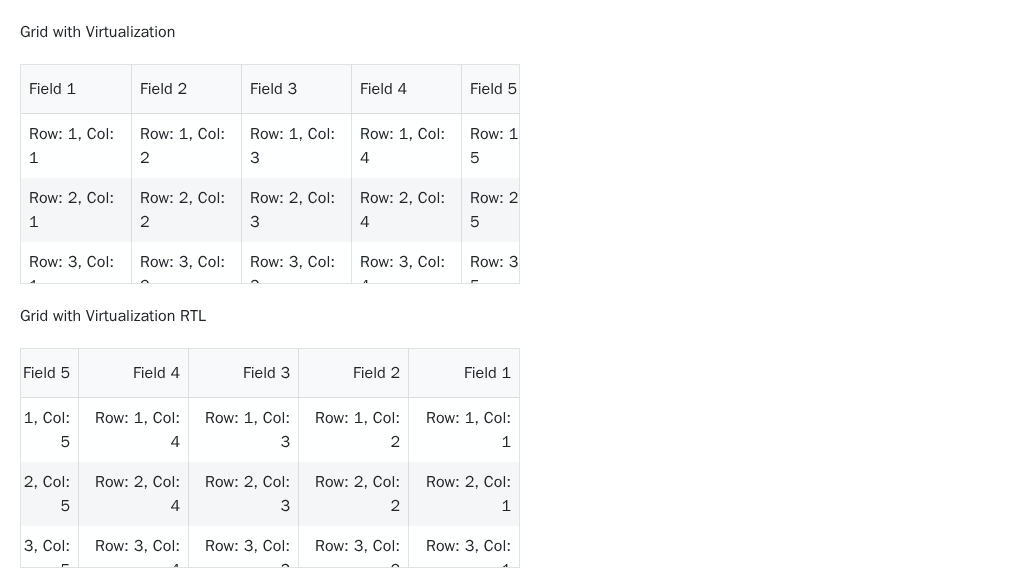 Grid with Virtualization
Field 1 Field 2 Field 3 Field 4 Field 5
Row: 1, Col: Row: 1, Col: Row: 1, Col: Row: 1, Col: Row: 1
1 2 3 4 5
Row: 2, Col: Row: 2, Col: Row: 2, Col: Row: 2, Col: Row: 2
1 2 3 4 5
Row: 3, Col: Row: 3, Col: Row: 3, Col: Row: 3, Col: Row: 3
Grid with Virtualization RTL
Field 5 Field 4 Field 3 Field 2 Field 1
1, Col: Row: 1, Col: Row: 1, Col: Row: 1, Col: Row: 1, Col:
5 4 3 2 1
2, Col: Row: 2, Col: Row: 2, Col: Row: 2, Col: Row: 2, Col:
5 4 3 2 1
3, Col: Row: 3, Col: Row: 3, Col: Row: 3, Col: Row: 3, Col: